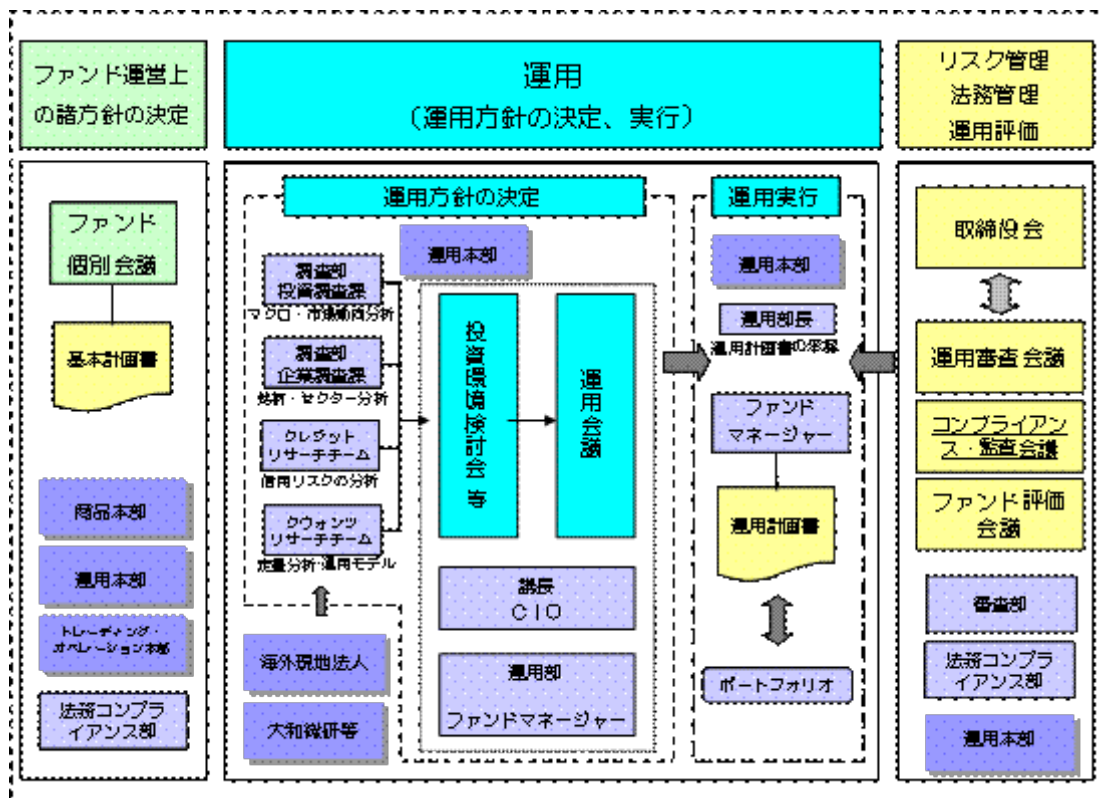 ファンド運営上
の諸方針の決定
運用
(運用方針の決定、実行)
リスク管理
法務管理
運用評価
ファンド
個別会議
基本計画書
商品本部
運用本部
トレーディング・
オペレーション本部
法務コンプラ
イアンス部
運用方針の決定
運用本部
調査部
投資調査課
マクロ・市場動向分析
調査部
企業調査課
銘柄・セクター分析
クレジット
リサーチチーム
信用リスクの分析
クウォンツ
リサーチチーム
定量分析・運用モデル
海外現地法人
大和総研等
投資環境検討会 等
運用会議
議長
CIO
運用部
ファンドマネージャー
運用実行
運用本部
運用部長
運用計画書の承認
ファンド
マネージャー
運用計画書
ポートフォリオ
取締役会
運用審査会議
コンプライアン
ス・監査会議
ファンド評価
会議
審査部
法務コンプラ
イアンス部
運用本部